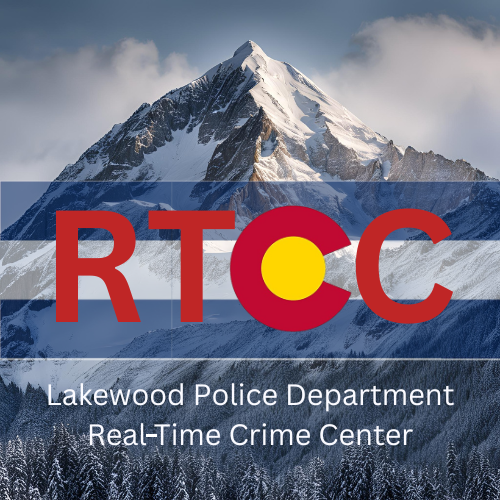 RTCC
Lakewood Police Department
Real-Time Crime Center